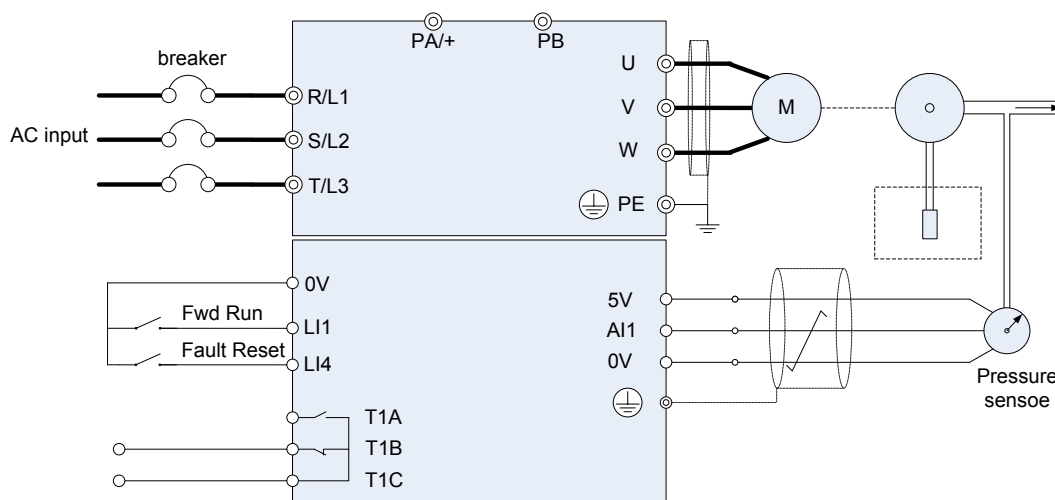 PA/+
PB
breaker
U
R/L1
V
M
AC input
S/L2
W
T/L3
PE
0V
Fwd Run
5V
LI1
AI1
Fault Reset
LI4
0V
Pressure
sensoe
T1A
T1B
T1C